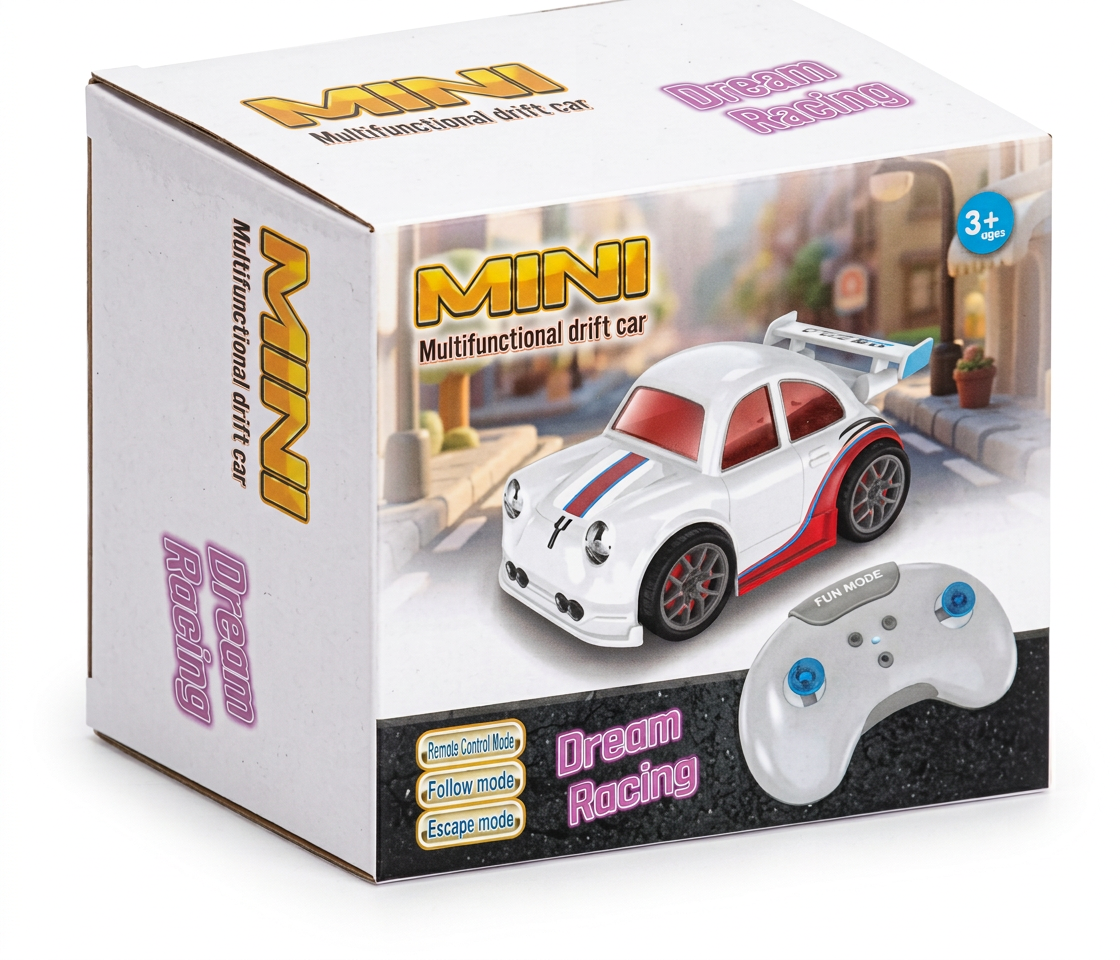 MINI
Multifunctional drift car
Dream
Racing
MINI
Multifunctional drift car
Dream
Racing
3+
ages
MINI
Multifunctional drift car
FUN MODE
Remole Control Mode
Follow mode
Escape mode
Dream
Racing